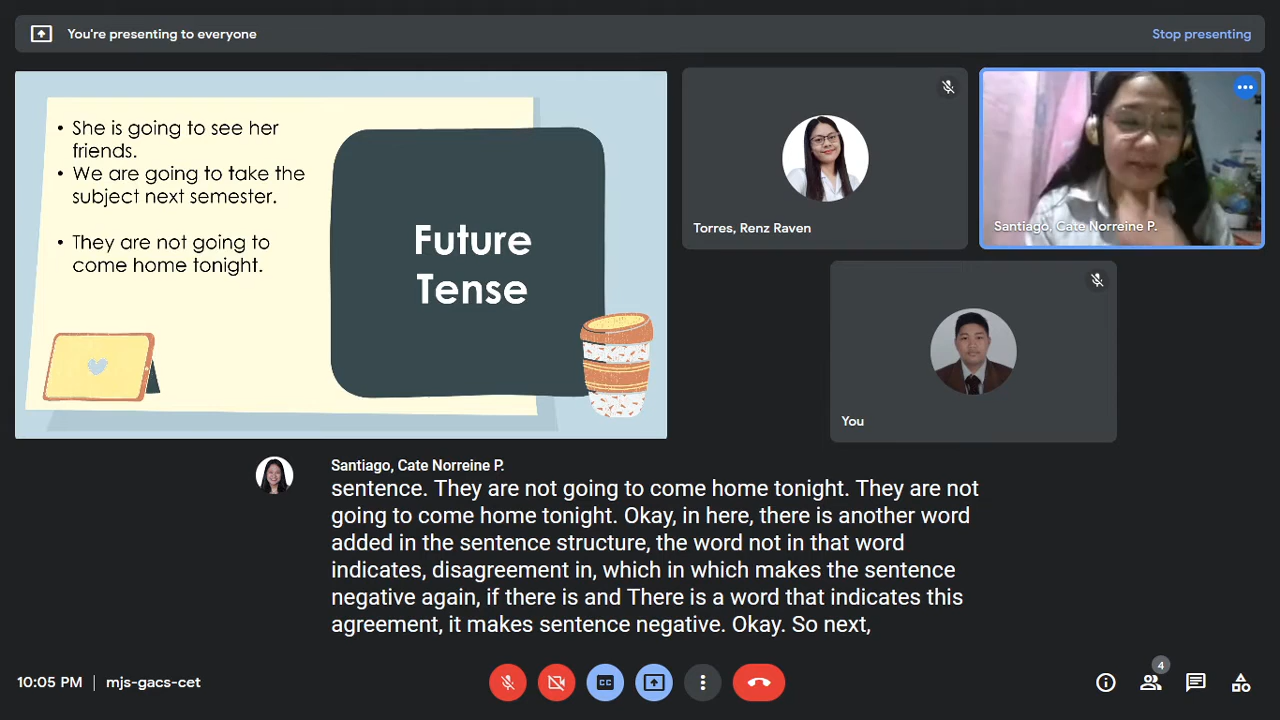 You're presenting to everyone
Stop presenting
• She is going to see her
friends.
• We are going to take the
subject next semester.
• They are not going to
come home tonight.
Future
Tense
Torres, Renz Raven
Santiago, Cate Norreine P.
You
Santiago, Cate Norreine P.
sentence. They are not going to come home tonight. They are not
going to come home tonight. Okay, in here, there is another word
added in the sentence structure, the word not in that word
indicates, disagreement in, which in which makes the sentence
negative again, if there is and There is a word that indicates this
agreement, it makes sentence negative. Okay. So next,
10:05 PM | mjs-gacs-cet
CC
4